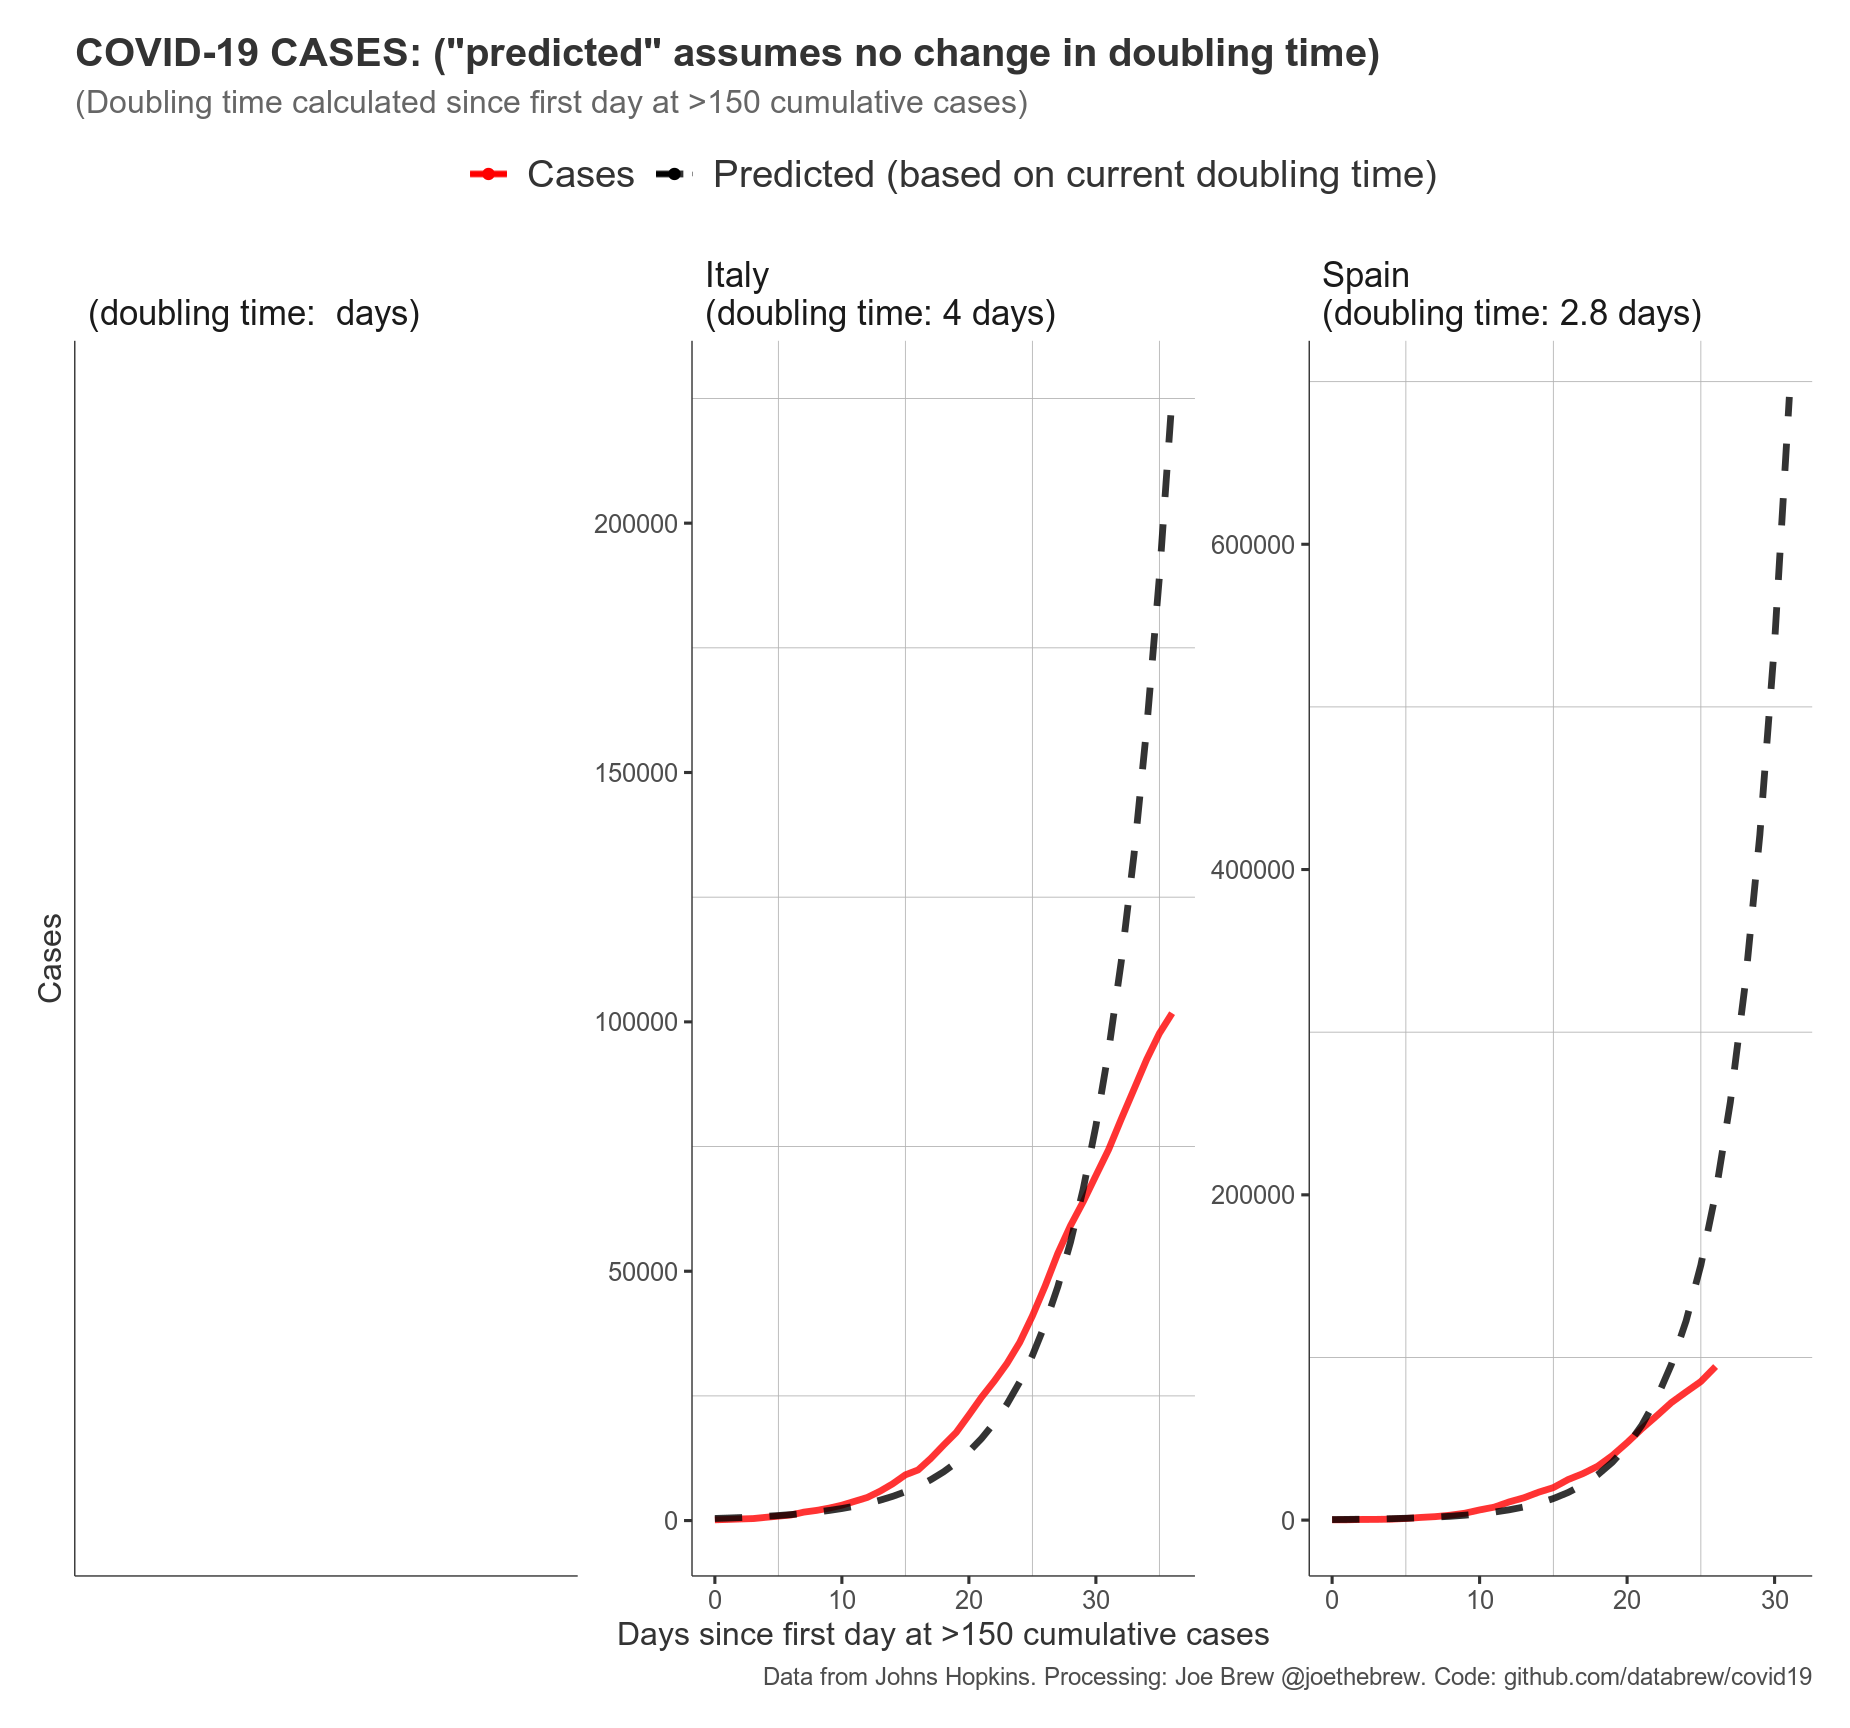 COVID-19 CASES: ("predicted" assumes no change in doubling time)
(Doubling time calculated since first day at >150 cumulative cases)
Cases
Predicted (based on current doubling time)
(doubling time:  days)
Italy
(doubling time: 4 days)
Spain
(doubling time: 2.8 days)
Cases
200000
150000
100000
50000
0
600000
400000
200000
0
0 10 20 30
0 10 20 30
Days since first day at >150 cumulative cases
Data from Johns Hopkins. Processing: Joe Brew @joethebrew. Code: github.com/databrew/covid19